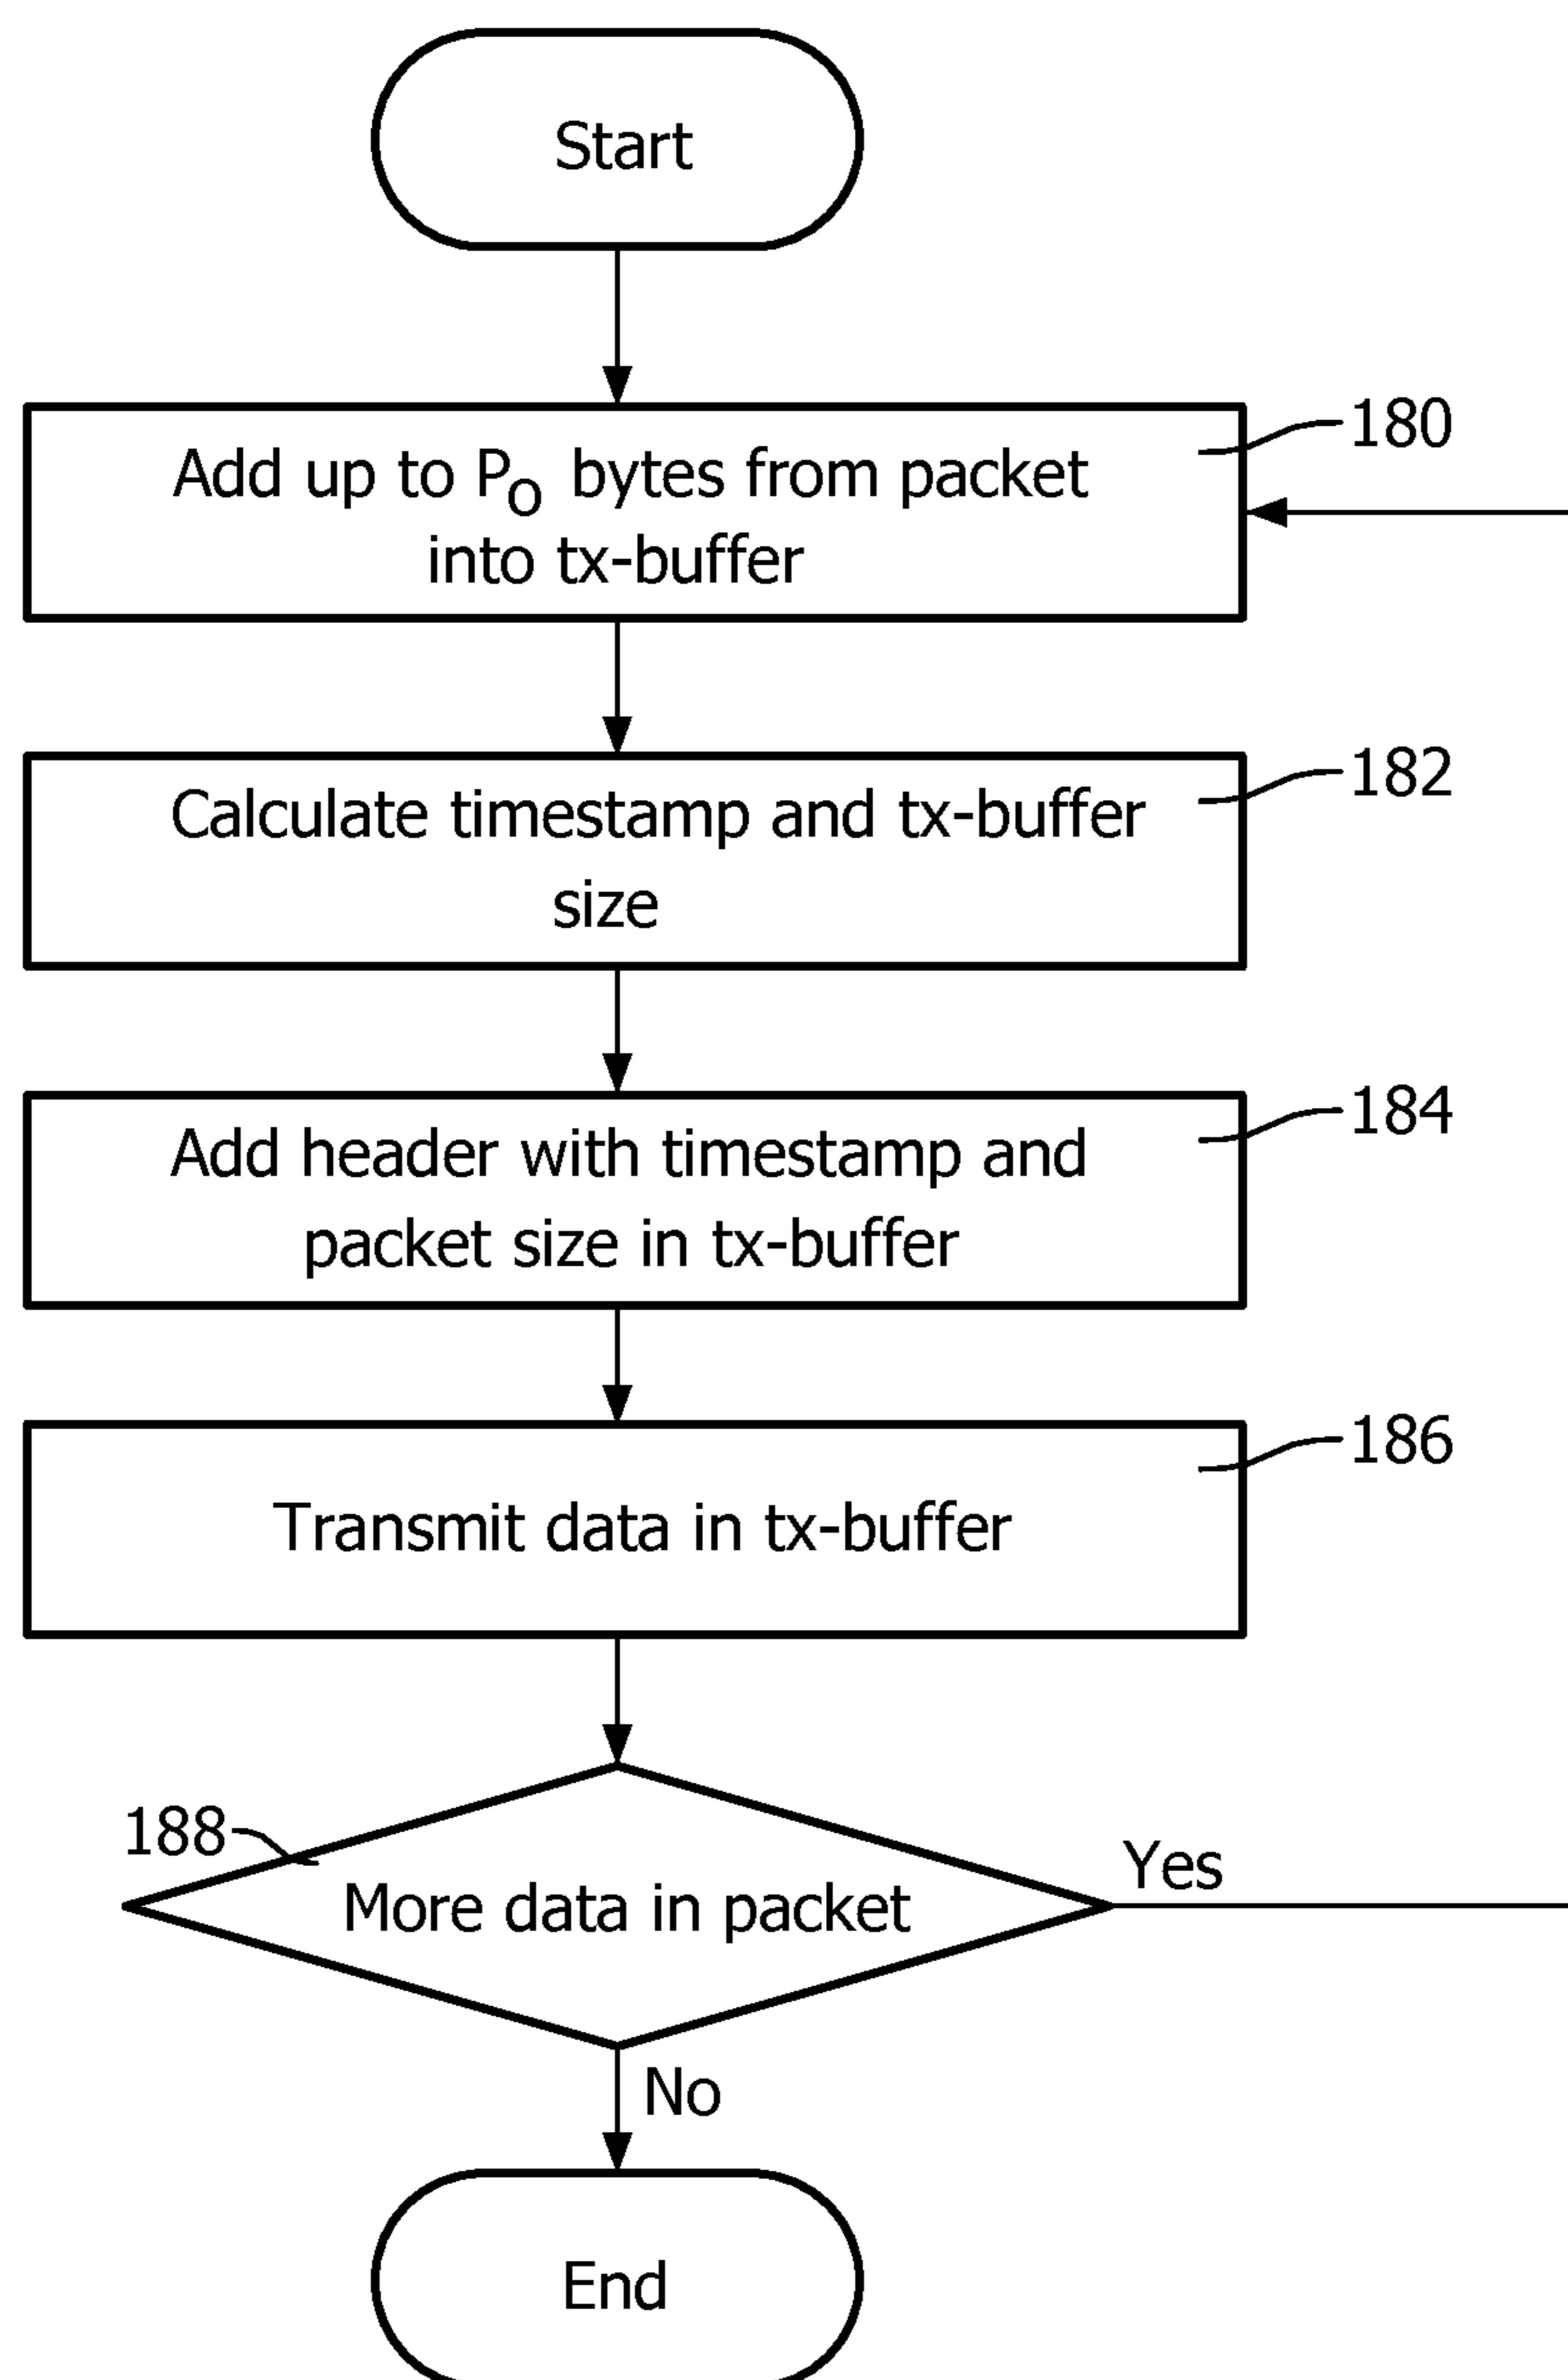 Start
Add up to PO bytes from packet
into tx-buffer
180
Calculate timestamp and tx-buffer
size
182
Add header with timestamp and
packet size in tx-buffer
184
Transmit data in tx-buffer
186
188
More data in packet
Yes
No
End